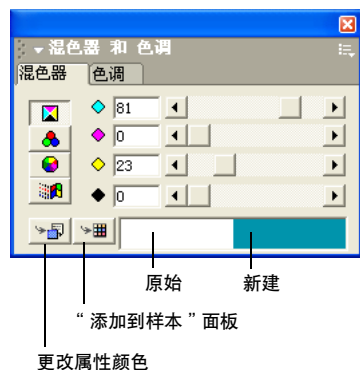 混色器 和 色调
混色器 色调
81
0
23
0
原始 新建
“添加到样本”面板
更改属性颜色